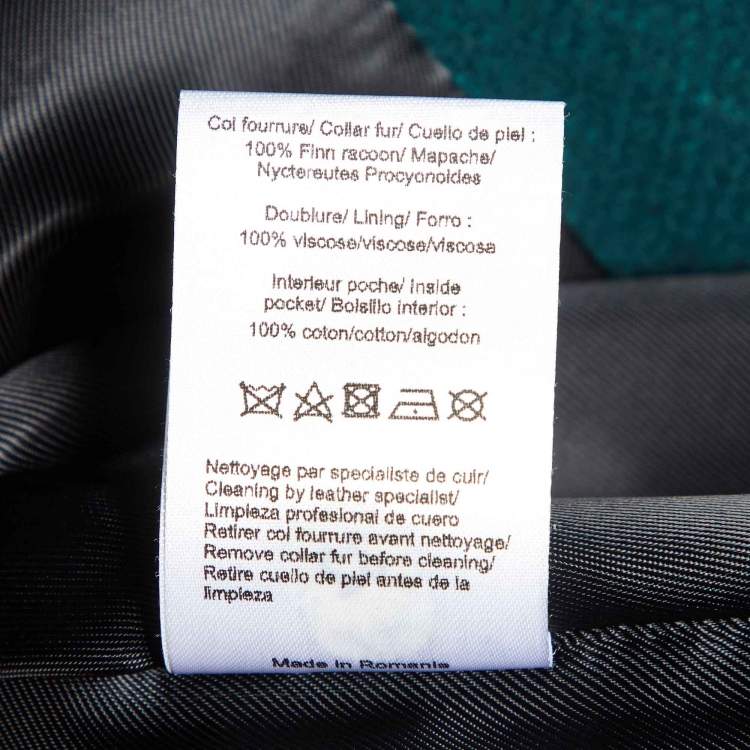 Col fourrure/ Collar fur/ Cuello de piel :
100% Finn racoon/ Mapache/
Nyctereutes Procyonoides
Doublure/ Lining/ Forro :
100% viscose/viscose/viscosa
Interieur poche/ Inside
pocket/ Bolsillo interior :
100% coton/cotton/algodon
Nettoyage par specialiste de cuir/
Cleaning by leather specialist/
Limpieza profesional de cuero
Retirer col fourrure avant nettoyage/
Remove collar fur before cleaning/
Retire cuello de piel antes de la
limpieza
Made in Romania